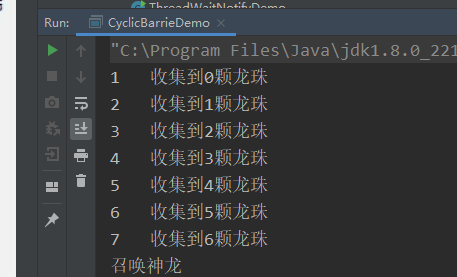 ThreadWaitNotifyDemo
Run: CyclicBarrieDemo ×
"C:\Program Files\Java\jdk1.8.0_221
1 收集到0颗龙珠
2 收集到1颗龙珠
3 收集到2颗龙珠
4 收集到3颗龙珠
5 收集到4颗龙珠
6 收集到5颗龙珠
7 收集到6颗龙珠
召唤神龙